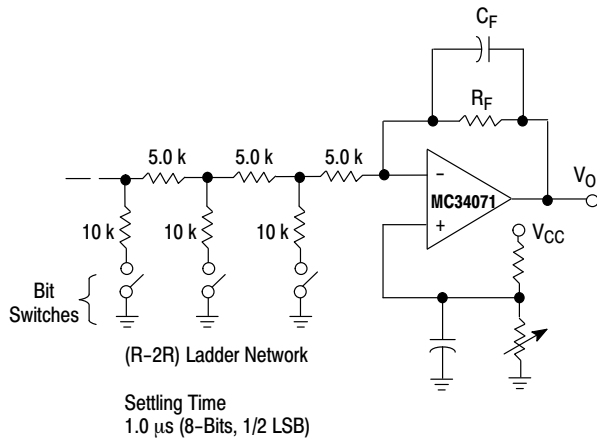 C_F
R_F
5.0 k
5.0 k
5.0 k
10 k
10 k
10 k
–
MC34071
+
V_O
V_CC
Bit
Switches
(R–2R) Ladder Network
Settling Time
1.0 μs (8–Bits, 1/2 LSB)